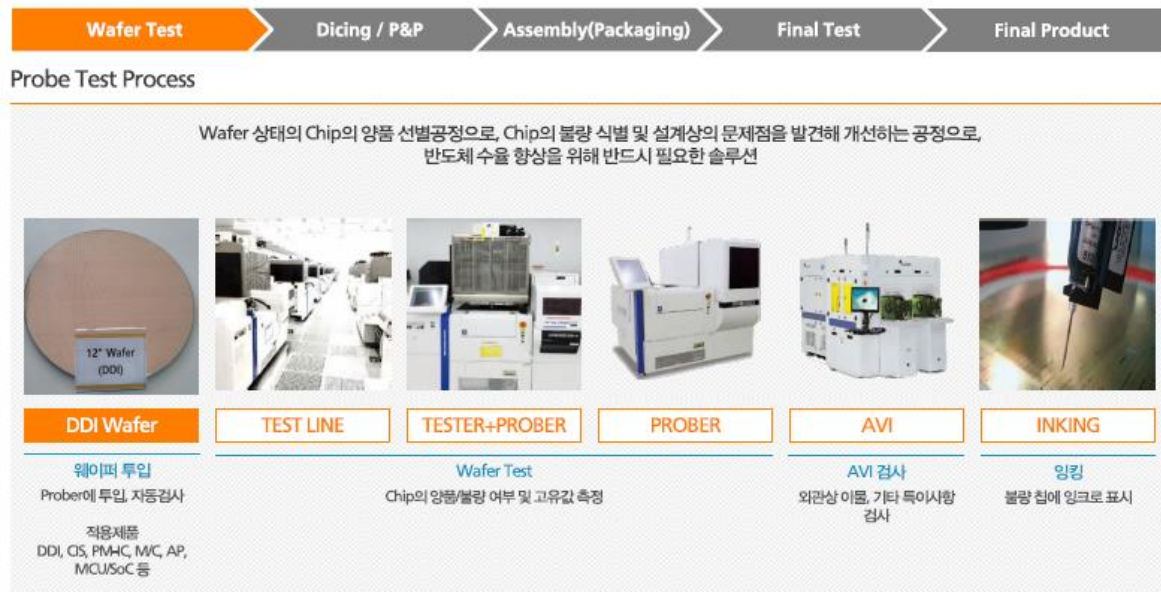 Wafer Test
Dicing / P&P
Assembly(Packaging)
Final Test
Final Product
Probe Test Process
Wafer 상태의 Chip의 양품 선별공정으로, Chip의 불량 식별 및 설계상의 문제점을 발견해 개선하는 공정으로,
반도체 수율 향상을 위해 반드시 필요한 솔루션
12" Wafer
(DDI)
DDI Wafer
TEST LINE
TESTER+PROBER
PROBER
AVI
INKING
웨이퍼 투입
Prober에 투입, 자동검사
적용제품
DDI, CIS, PM-IC, M/C, AP,
MCU/SoC 등
Wafer Test
Chip의 양품/불량 여부 및 고유값 측정
AVI 검사
외관상 이물, 기타 특이사항
검사
잉킹
불량 칩에 잉크로 표시